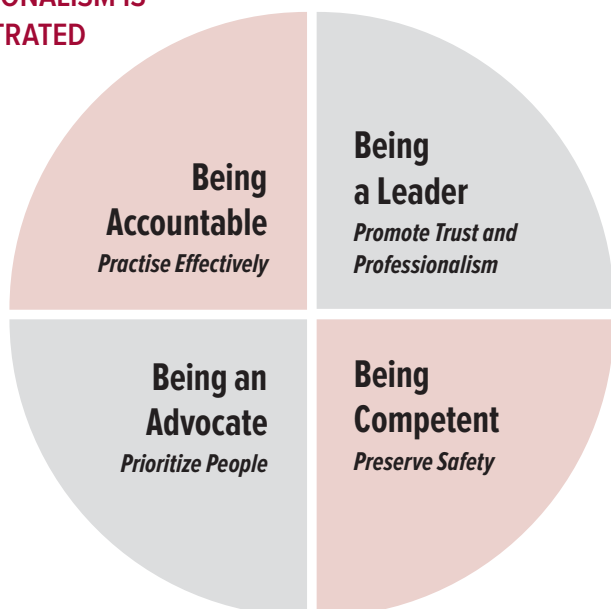 Being
Accountable
Practise Effectively
Being
a Leader
Promote Trust and
Professionalism
Being an
Advocate
Prioritize People
Being
Competent
Preserve Safety